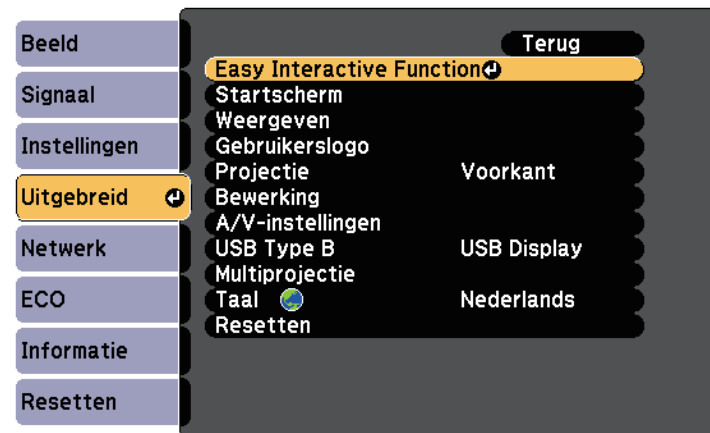 Beeld
Signaal
Instellingen
Uitgebreid
Netwerk
ECO
Informatie
Resetten
Terug
Easy Interactive Function
Startscherm
Weergeven
Gebruikerslogo
Projectie Voorkant
Bewerking
A/V-instellingen
USB Type B USB Display
Multiprojectie
Taal Nederlands
Resetten